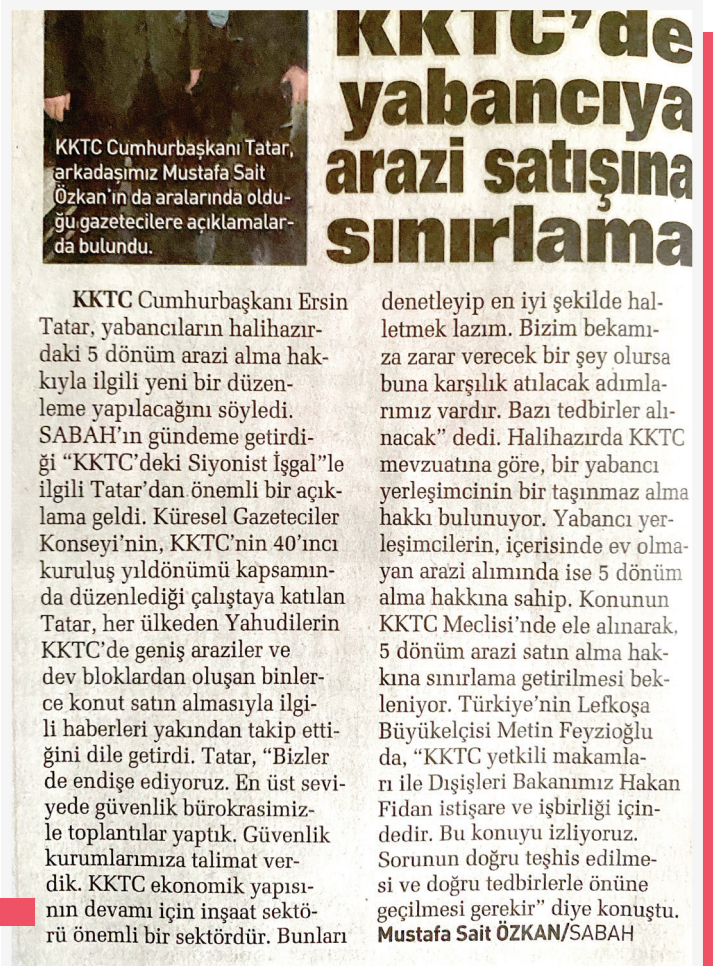 KKTC'de
yabancıya
arazi satışına
sınırlama
KKTC Cumhurbaşkanı Tatar,
arkadaşımız Mustafa Sait
Özkan'ın da aralarında oldu-
ğu gazetecilere açıklamalar-
da bulundu.
KKTC Cumhurbaşkanı Ersin
Tatar, yabancıların halihazır-
daki 5 dönüm arazi alma hak-
kıyla ilgili yeni bir düzen-
leme yapılacağını söyledi.
SABAH'ın gündeme getirdi-
ği “KKTC'deki Siyonist İşgal”le
ilgili Tatar'dan önemli bir açık-
lama geldi. Küresel Gazeteciler
Konseyi'nin, KKTC'nin 40'ıncı
kuruluş yıldönümü kapsamın-
da düzenlediği çalıştaya katılan
Tatar, her ülkeden Yahudilerin
KKTC'de geniş araziler ve
dev bloklardan oluşan binler-
ce konut satın almasıyla ilgi-
li haberleri yakından takip etti-
ğini dile getirdi. Tatar, “Bizler
de endişe ediyoruz. En üst sevi-
yede güvenlik bürokrasimiz-
le toplantılar yaptık. Güvenlik
kurumlarımıza talimat ver-
dik. KKTC ekonomik yapısı-
nın devamı için inşaat sektö-
rü önemli bir sektördür. Bunları
denetleyip en iyi şekilde hal-
letmek lazım. Bizim bekamı-
za zarar verecek bir şey olursa
buna karşılık atılacak adımla-
rımız vardır. Bazı tedbirler alı-
nacak” dedi. Halihazırda KKTC
mevzuatına göre, bir yabancı
yerleşimcinin bir taşınmaz alma
hakkı bulunuyor. Yabancı yer-
leşimcilerin, içerisinde ev olma-
yan arazi alımında ise 5 dönüm
alma hakkına sahip. Konunun
KKTC Meclisi'nde ele alınarak,
5 dönüm arazi satın alma hak-
kına sınırlama getirilmesi bek-
leniyor. Türkiye'nin Lefkoşa
Büyükelçisi Metin Feyzioğlu
da, “KKTC yetkili makamla-
rı ile Dışişleri Bakanımız Hakan
Fidan istişare ve işbirliği için-
dedir. Bu konuyu izliyoruz.
Sorunun doğru teşhis edilme-
si ve doğru tedbirlerle önüne
geçilmesi gerekir” diye konuştu.
Mustafa Sait ÖZKAN/SABAH